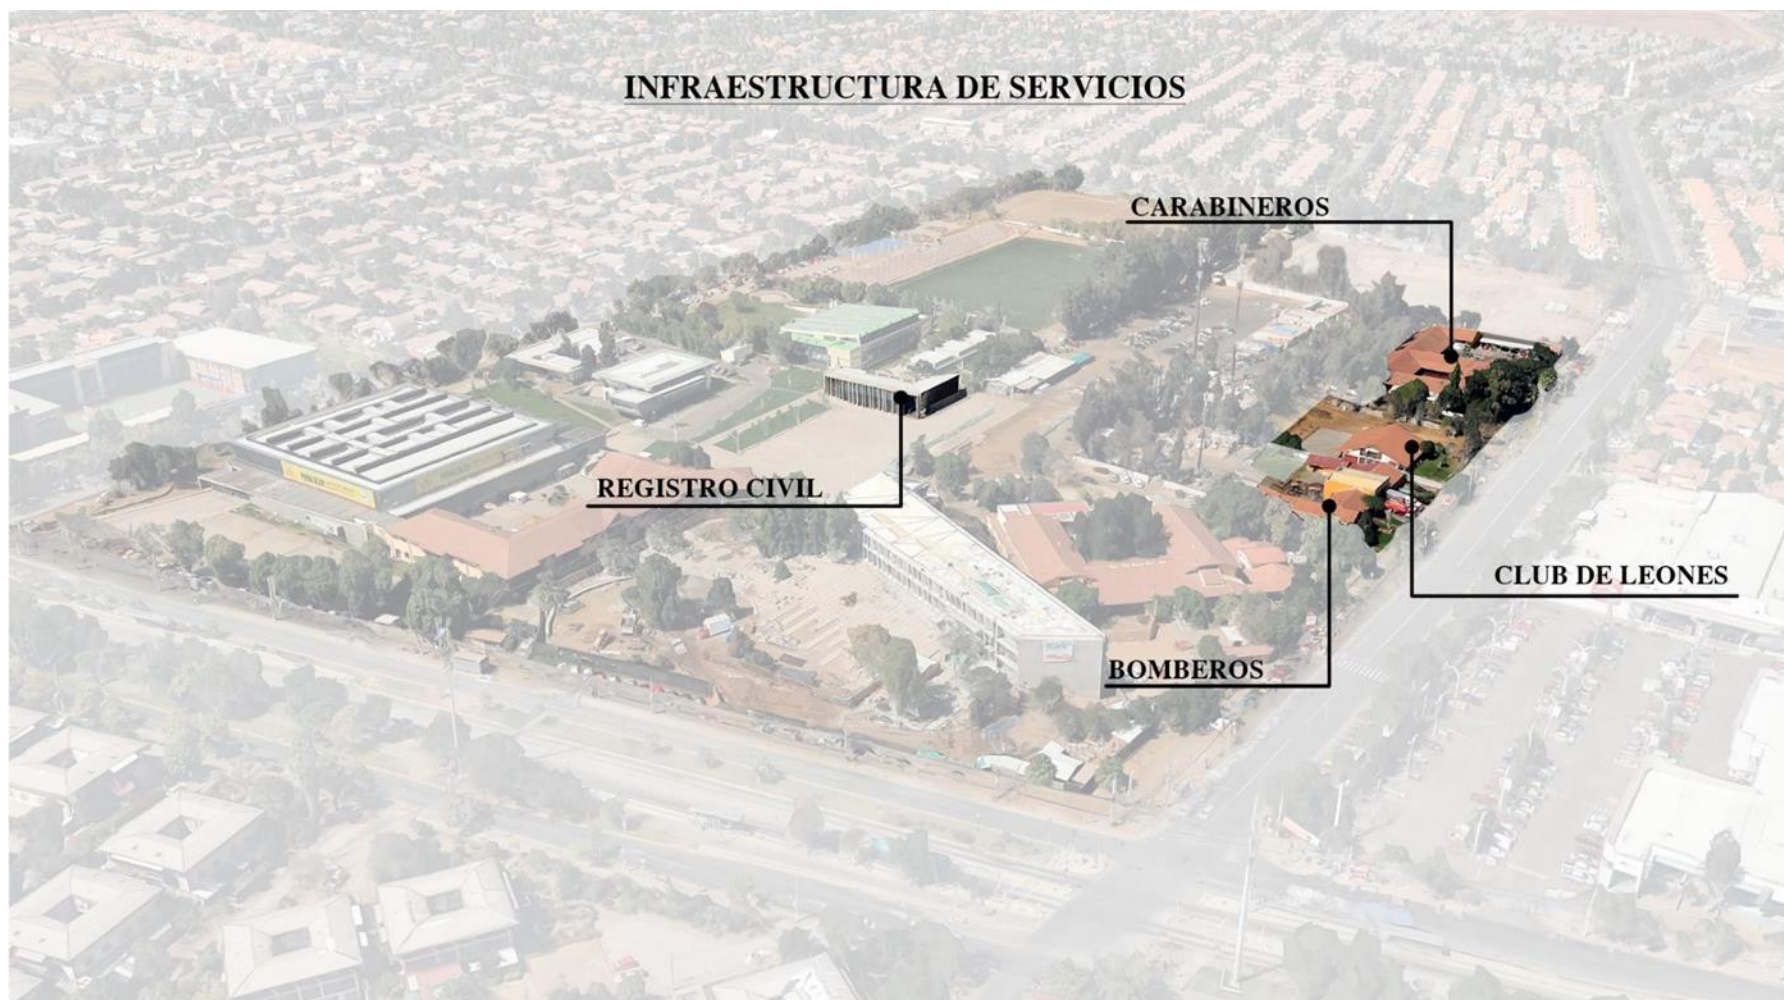 INFRAESTRUCTURA DE SERVICIOS
CARABINEROS
REGISTRO CIVIL
CLUB DE LEONES
BOMBEROS